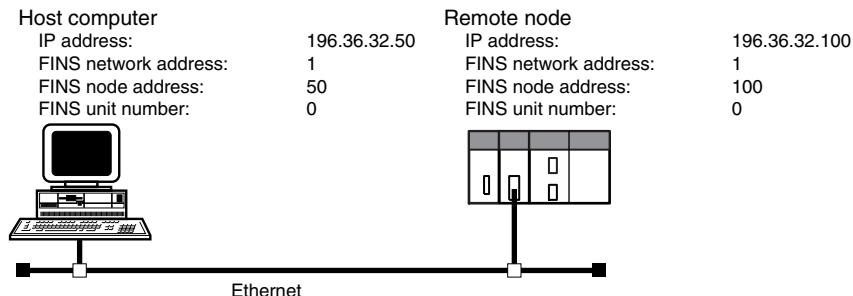 Host computer
IP address: 196.36.32.50
FINS network address: 1
FINS node address: 50
FINS unit number: 0
Remote node
IP address: 196.36.32.100
FINS network address: 1
FINS node address: 100
FINS unit number: 0
Ethernet